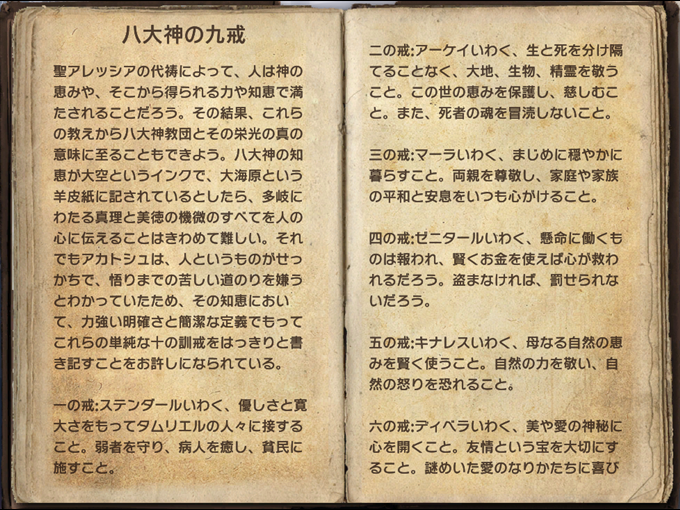 八大神の九戒
聖アレッシアの代祷によって、人は神の
恵みや、そこから得られる力や知恵で満
たされることだろう。その結果、これら
の教えから八大神教団とその栄光の真の
意味に至ることもできよう。八大神の知
恵が大空というインクで、大海原という
羊皮紙に記されているとしたら、多岐に
わたる真理と美徳の機微のすべてを人の
心に伝えることはきわめて難しい。それ
でもアカトシュは、人というものがせっ
かちで、悟りまでの苦しい道のりを嫌う
とわかっていたため、その知恵におい
て、力強い明確さと簡潔な定義でもって
これらの単純な十の訓戒をはっきりと書
き記すことをお許しになられている。
一の戒:ステンダールいわく、優しさと寛
大さをもってタムリエルの人々に接する
こと。弱者を守り、病人を癒し、貧民に
施すこと。
二の戒:アーケイいわく、生と死を分け隔
てることなく、大地、生物、精霊を敬う
こと。この世の恵みを保護し、慈しむこ
と。また、死者の魂を冒涜しないこと。
三の戒:マーラいわく、まじめに穏やかに
暮らすこと。両親を尊敬し、家庭や家族
の平和と安息をいつも心がけること。
四の戒:ゼニタールいわく、懸命に働くも
のは報われ、賢くお金を使えば心が救わ
れるだろう。盗まなければ、罰せられな
いだろう。
五の戒:キナレスいわく、母なる自然の恵
みを賢く使うこと。自然の力を敬い、自
然の怒りを恐れること。
六の戒:ディベラいわく、美や愛の神秘に
心を開くこと。友情という宝を大切にす
ること。謎めいた愛のなりかたちに喜び